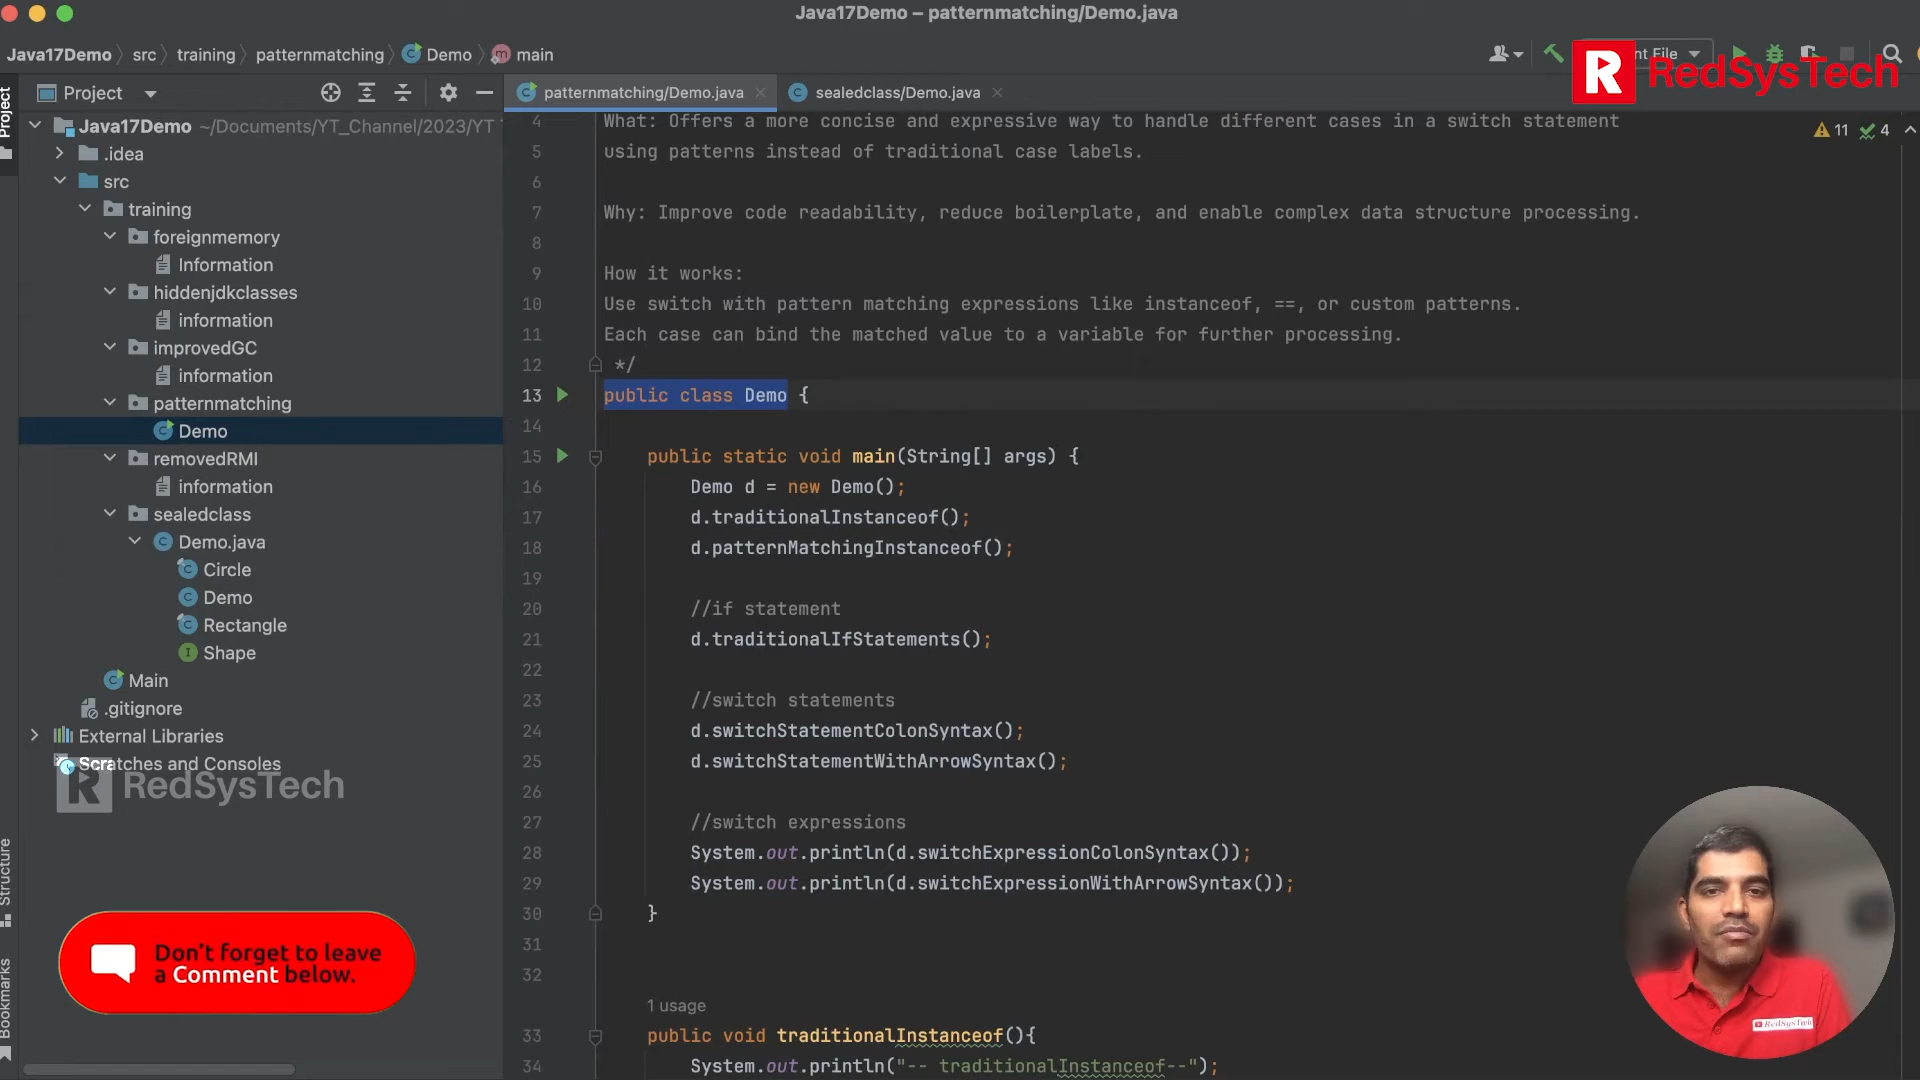 Java17Demo – patternmatching/Demo.java
Java17Demo src training patternmatching Demo main
nt File
RedSysTech
Project
Project
patternmatching/Demo.java
sealedclass/Demo.java
Java17Demo ~/Documents/YT_Channel/2023/YT
.idea
src
training
foreignmemory
Information
hiddenjdkclasses
information
improvedGC
information
patternmatching
Demo
removedRMI
information
sealedclass
Demo.java
Circle
Demo
Rectangle
Shape
Main
.gitignore
External Libraries
Scratches and Consoles
RedSysTech
Structure
Bookmarks
Don't forget to leave
a Comment below.
11 4
4 What: Offers a more concise and expressive way to handle different cases in a switch statement
5 using patterns instead of traditional case labels.
6
7 Why: Improve code readability, reduce boilerplate, and enable complex data structure processing.
8
9 How it works:
10 Use switch with pattern matching expressions like instanceof, ==, or custom patterns.
11 Each case can bind the matched value to a variable for further processing.
12 */
13 public class Demo {
14
15 public static void main(String[] args) {
16 Demo d = new Demo();
17 d.traditionalInstanceof();
18 d.patternMatchingInstanceof();
19
20 //if statement
21 d.traditionalIfStatements();
22
23 //switch statements
24 d.switchStatementColonSyntax();
25 d.switchStatementWithArrowSyntax();
26
27 //switch expressions
28 System.out.println(d.switchExpressionColonSyntax());
29 System.out.println(d.switchExpressionWithArrowSyntax());
30 }
31
32
1 usage
33 public void traditionalInstanceof(){
34 System.out.println("-- traditionalInstanceof--");
RedSysTech